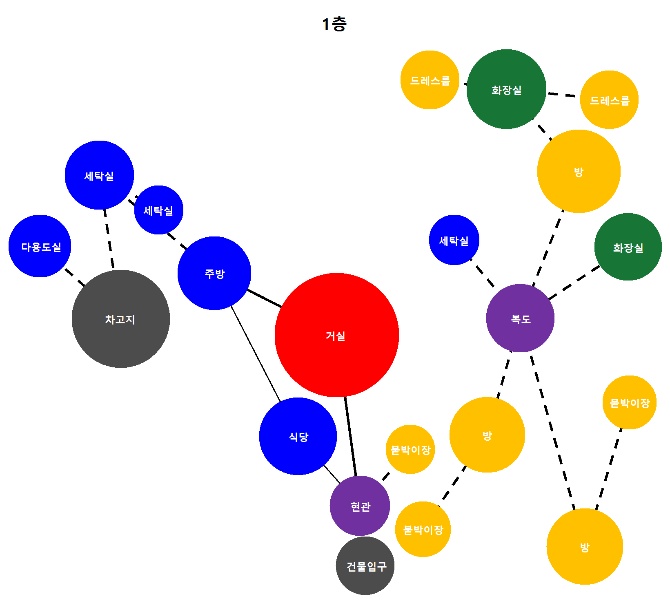 1층
드레스룸
화장실
드레스룸
방
세탁실
세탁실
다용도실
주방
세탁실
화장실
차고지
거실
복도
식당
붙박이장
방
붙박이장
현관
붙박이장
방
건물입구